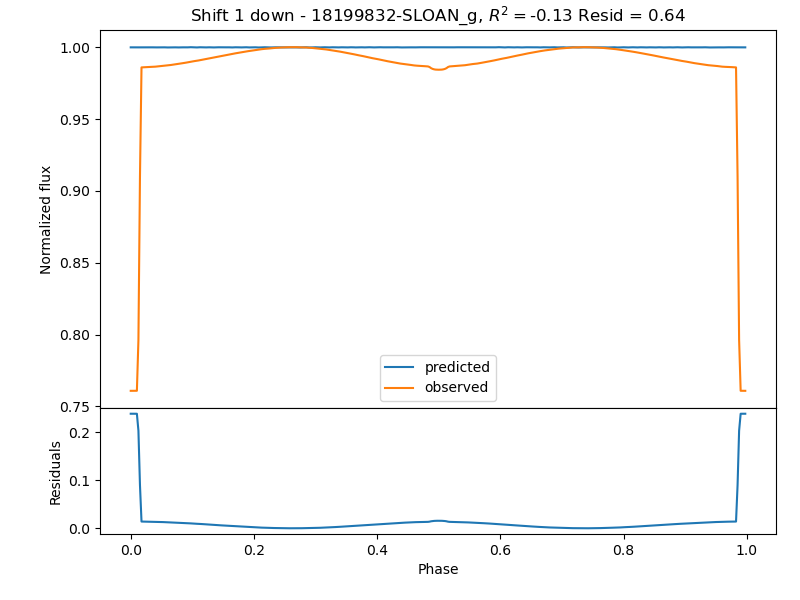 Shift 1 down - 18199832-SLOAN_g, $R^2 =$-0.13 Resid = 0.64
1.00
0.95
0.90
0.85
0.80
0.75
Normalized flux
predicted
observed
0.2
0.1
0.0
Residuals
0.0 0.2 0.4 0.6 0.8 1.0
Phase